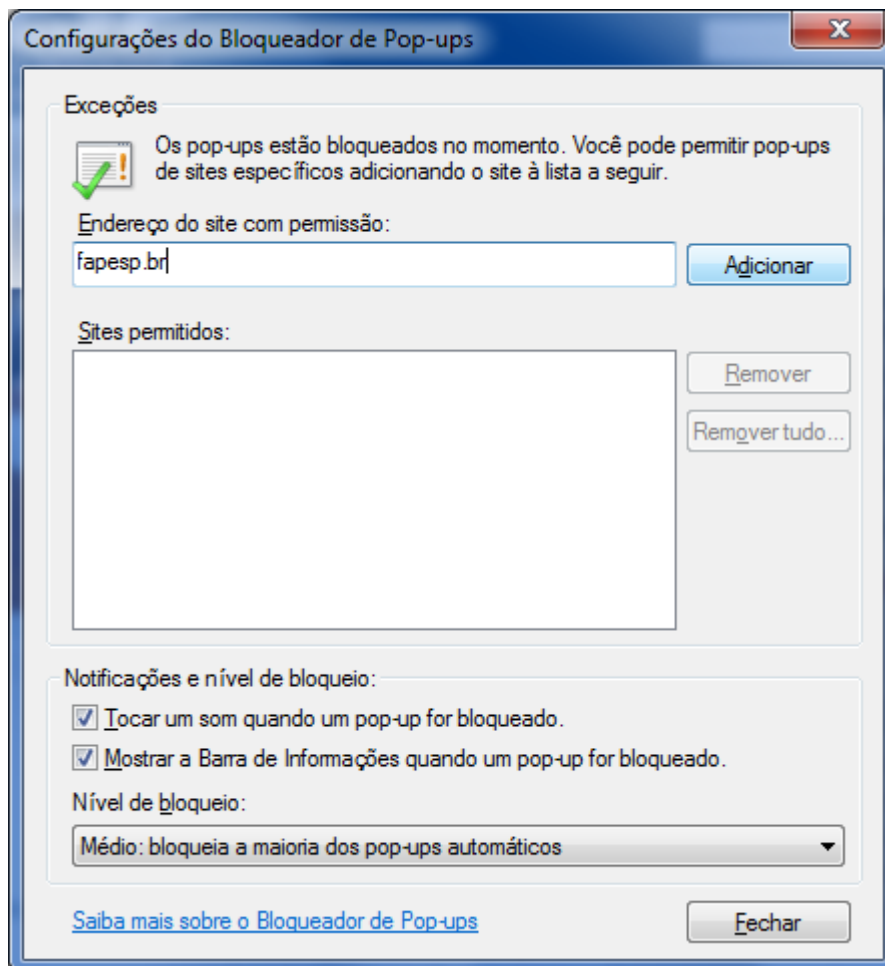 Configurações do Bloqueador de Pop-ups
Exceções
Os pop-ups estão bloqueados no momento. Você pode permitir pop-ups
de sites específicos adicionando o site à lista a seguir.
Endereço do site com permissão:
fapesp.br
Adicionar
Sites permitidos:
Remover
Remover tudo...
Notificações e nível de bloqueio:
Tocar um som quando um pop-up for bloqueado.
Mostrar a Barra de Informações quando um pop-up for bloqueado.
Nível de bloqueio:
Médio: bloqueia a maioria dos pop-ups automáticos
Saiba mais sobre o Bloqueador de Pop-ups
Fechar